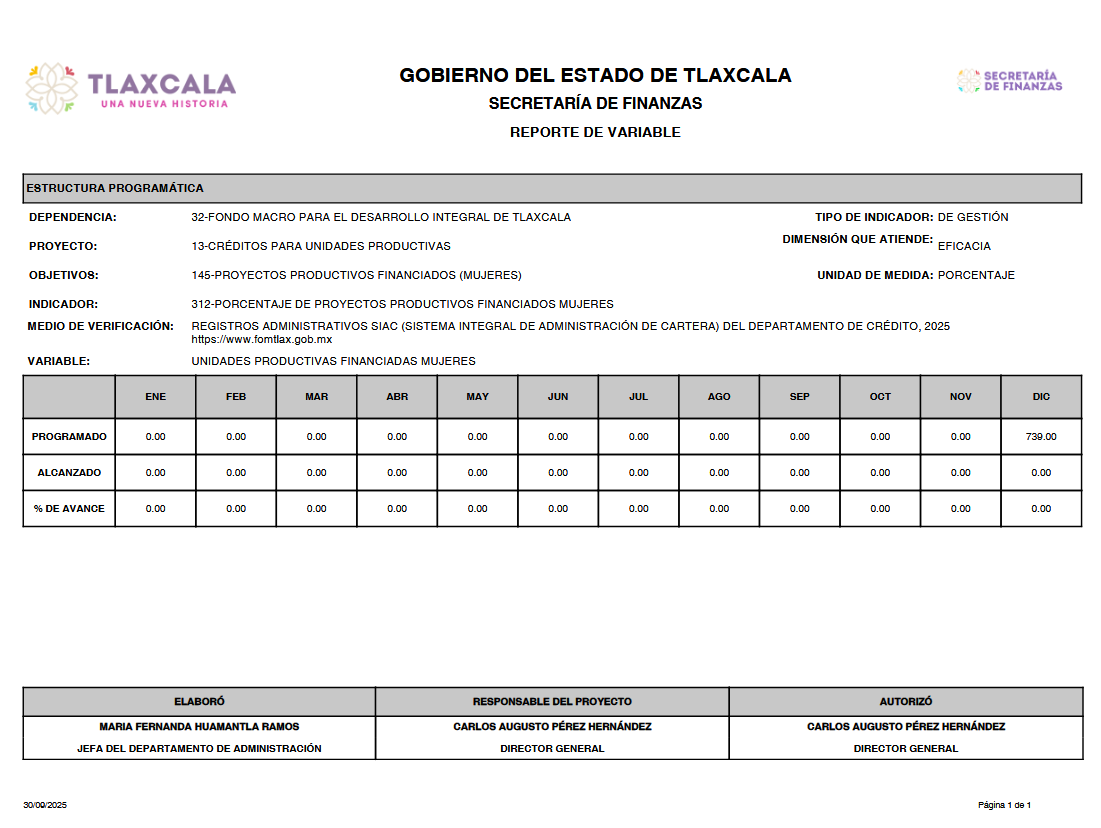 TLAXCALA
UNA NUEVA HISTORIA
GOBIERNO DEL ESTADO DE TLAXCALA
SECRETARÍA DE FINANZAS
REPORTE DE VARIABLE
SECRETARÍA
DE FINANZAS
ESTRUCTURA PROGRAMÁTICA
DEPENDENCIA: 32-FONDO MACRO PARA EL DESARROLLO INTEGRAL DE TLAXCALA TIPO DE INDICADOR: DE GESTIÓN
PROYECTO: 13-CRÉDITOS PARA UNIDADES PRODUCTIVAS DIMENSIÓN QUE ATIENDE: EFICACIA
OBJETIVOS: 145-PROYECTOS PRODUCTIVOS FINANCIADOS (MUJERES) UNIDAD DE MEDIDA: PORCENTAJE
INDICADOR: 312-PORCENTAJE DE PROYECTOS PRODUCTIVOS FINANCIADOS MUJERES
MEDIO DE VERIFICACIÓN: REGISTROS ADMINISTRATIVOS SIAC (SISTEMA INTEGRAL DE ADMINISTRACIÓN DE CARTERA) DEL DEPARTAMENTO DE CRÉDITO, 2025
https://www.fomtlax.gob.mx
VARIABLE: UNIDADES PRODUCTIVAS FINANCIADAS MUJERES
ENE FEB MAR ABR MAY JUN JUL AGO SEP OCT NOV DIC
PROGRAMADO 0.00 0.00 0.00 0.00 0.00 0.00 0.00 0.00 0.00 0.00 0.00 739.00
ALCANZADO 0.00 0.00 0.00 0.00 0.00 0.00 0.00 0.00 0.00 0.00 0.00 0.00
% DE AVANCE 0.00 0.00 0.00 0.00 0.00 0.00 0.00 0.00 0.00 0.00 0.00 0.00
ELABORÓ RESPONSABLE DEL PROYECTO AUTORIZÓ
MARIA FERNANDA HUAMANTLA RAMOS CARLOS AUGUSTO PÉREZ HERNÁNDEZ CARLOS AUGUSTO PÉREZ HERNÁNDEZ
JEFA DEL DEPARTAMENTO DE ADMINISTRACIÓN DIRECTOR GENERAL DIRECTOR GENERAL
30/09/2025 Página 1 de 1